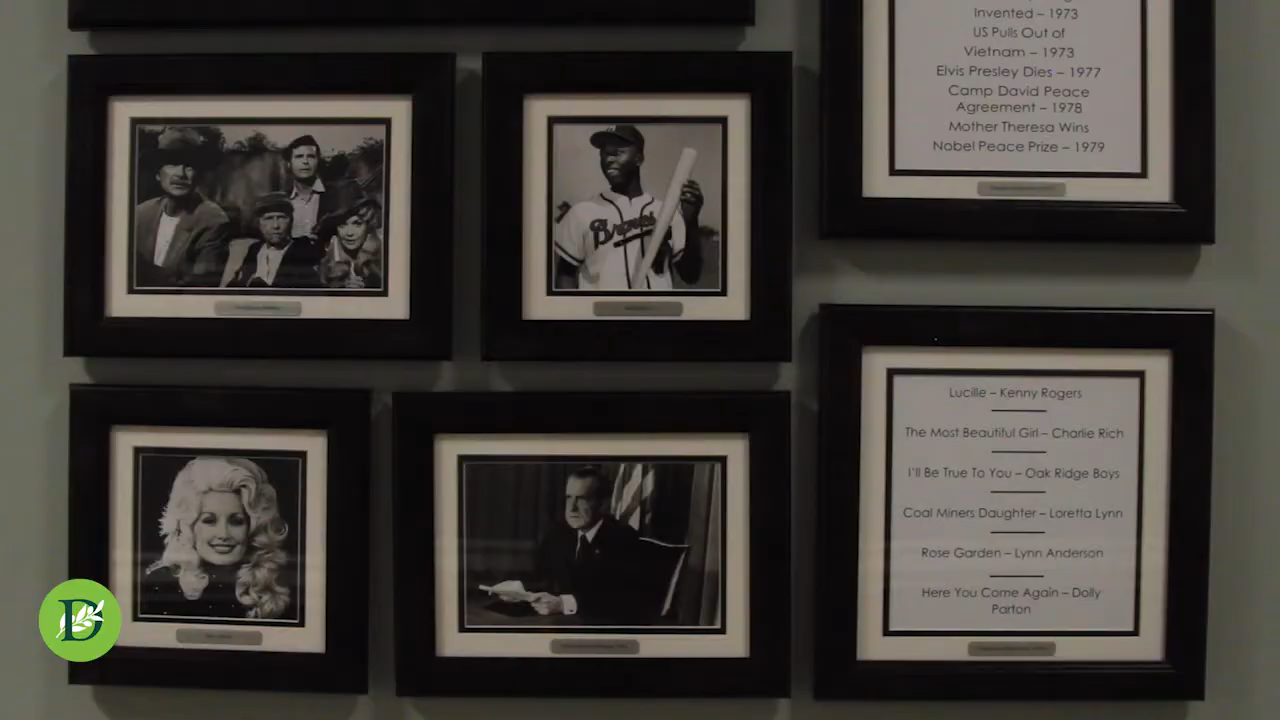 Invented – 1973
US Pulls Out of
Vietnam – 1973
Elvis Presley Dies – 1977
Camp David Peace
Agreement – 1978
Mother Theresa Wins
Nobel Peace Prize – 1979
Braves
Lucille – Kenny Rogers
The Most Beautiful Girl – Charlie Rich
I'll Be True To You – Oak Ridge Boys
Coal Miners Daughter – Loretta Lynn
Rose Garden – Lynn Anderson
Here You Come Again – Dolly
Parton
D